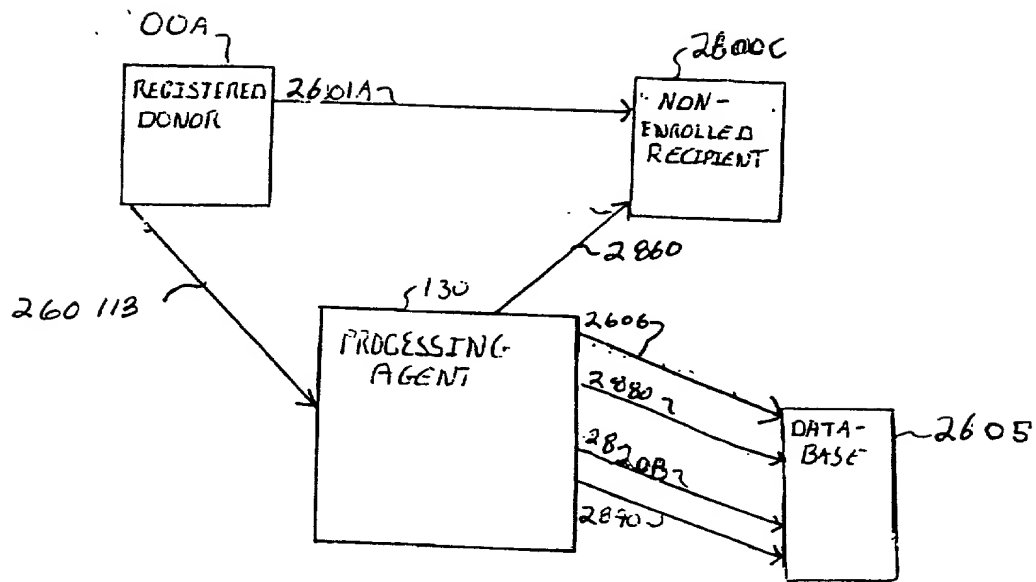 00A
2800C
REGISTERED
DONOR
2601A
NON-
ENROLLED
RECIPIENT
2860
260 113
130
PROCESSING
AGENT
2606
2880
2820B
2890
DATA-
BASE
2605